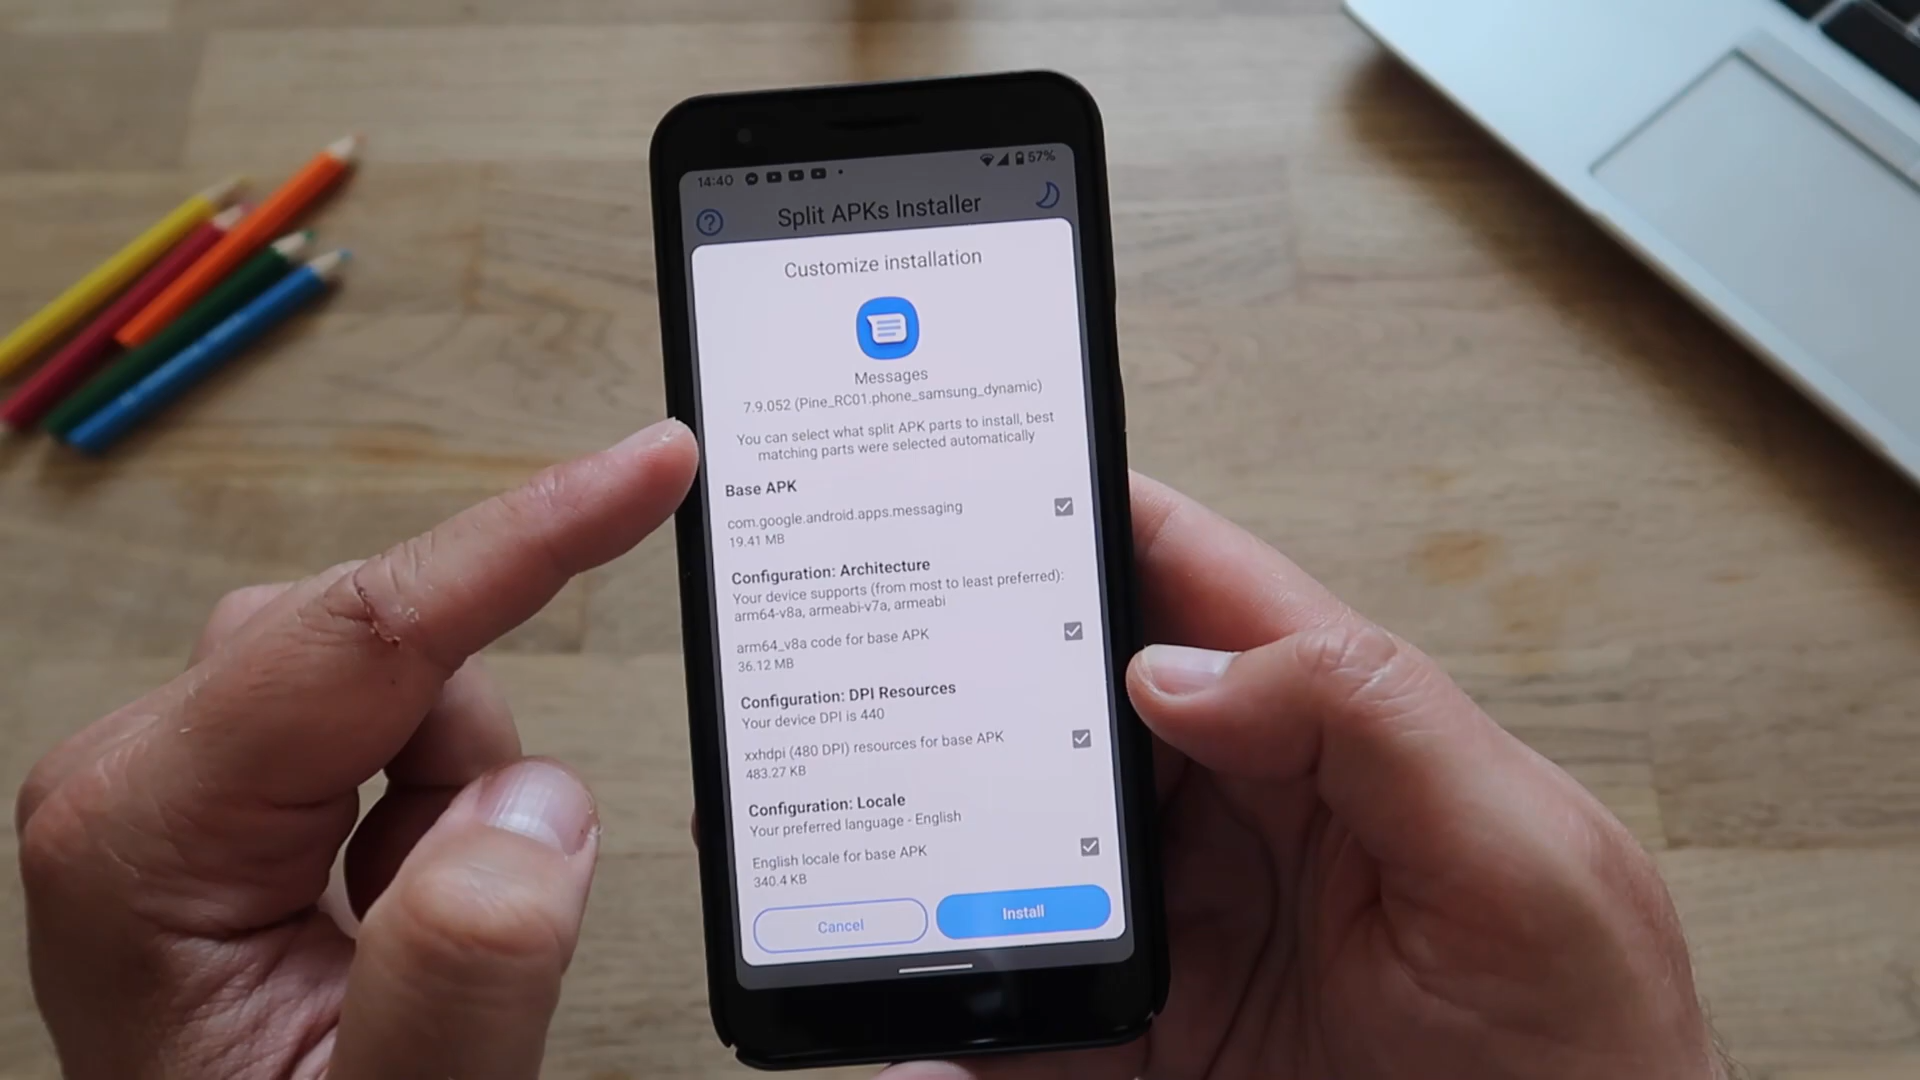 14:40
57%
Split APKs Installer
Customize installation
Messages
7.9.052 (Pine_RC01.phone_samsung_dynamic)
You can select what split APK parts to install, best
matching parts were selected automatically
Base APK
com.google.android.apps.messaging
19.41 MB
Configuration: Architecture
Your device supports (from most to least preferred):
arm64-v8a, armeabi-v7a, armeabi
arm64_v8a code for base APK
36.12 MB
Configuration: DPI Resources
Your device DPI is 440
xxhdpi (480 DPI) resources for base APK
483.27 KB
Configuration: Locale
Your preferred language - English
English locale for base APK
340.4 KB
Cancel
Install